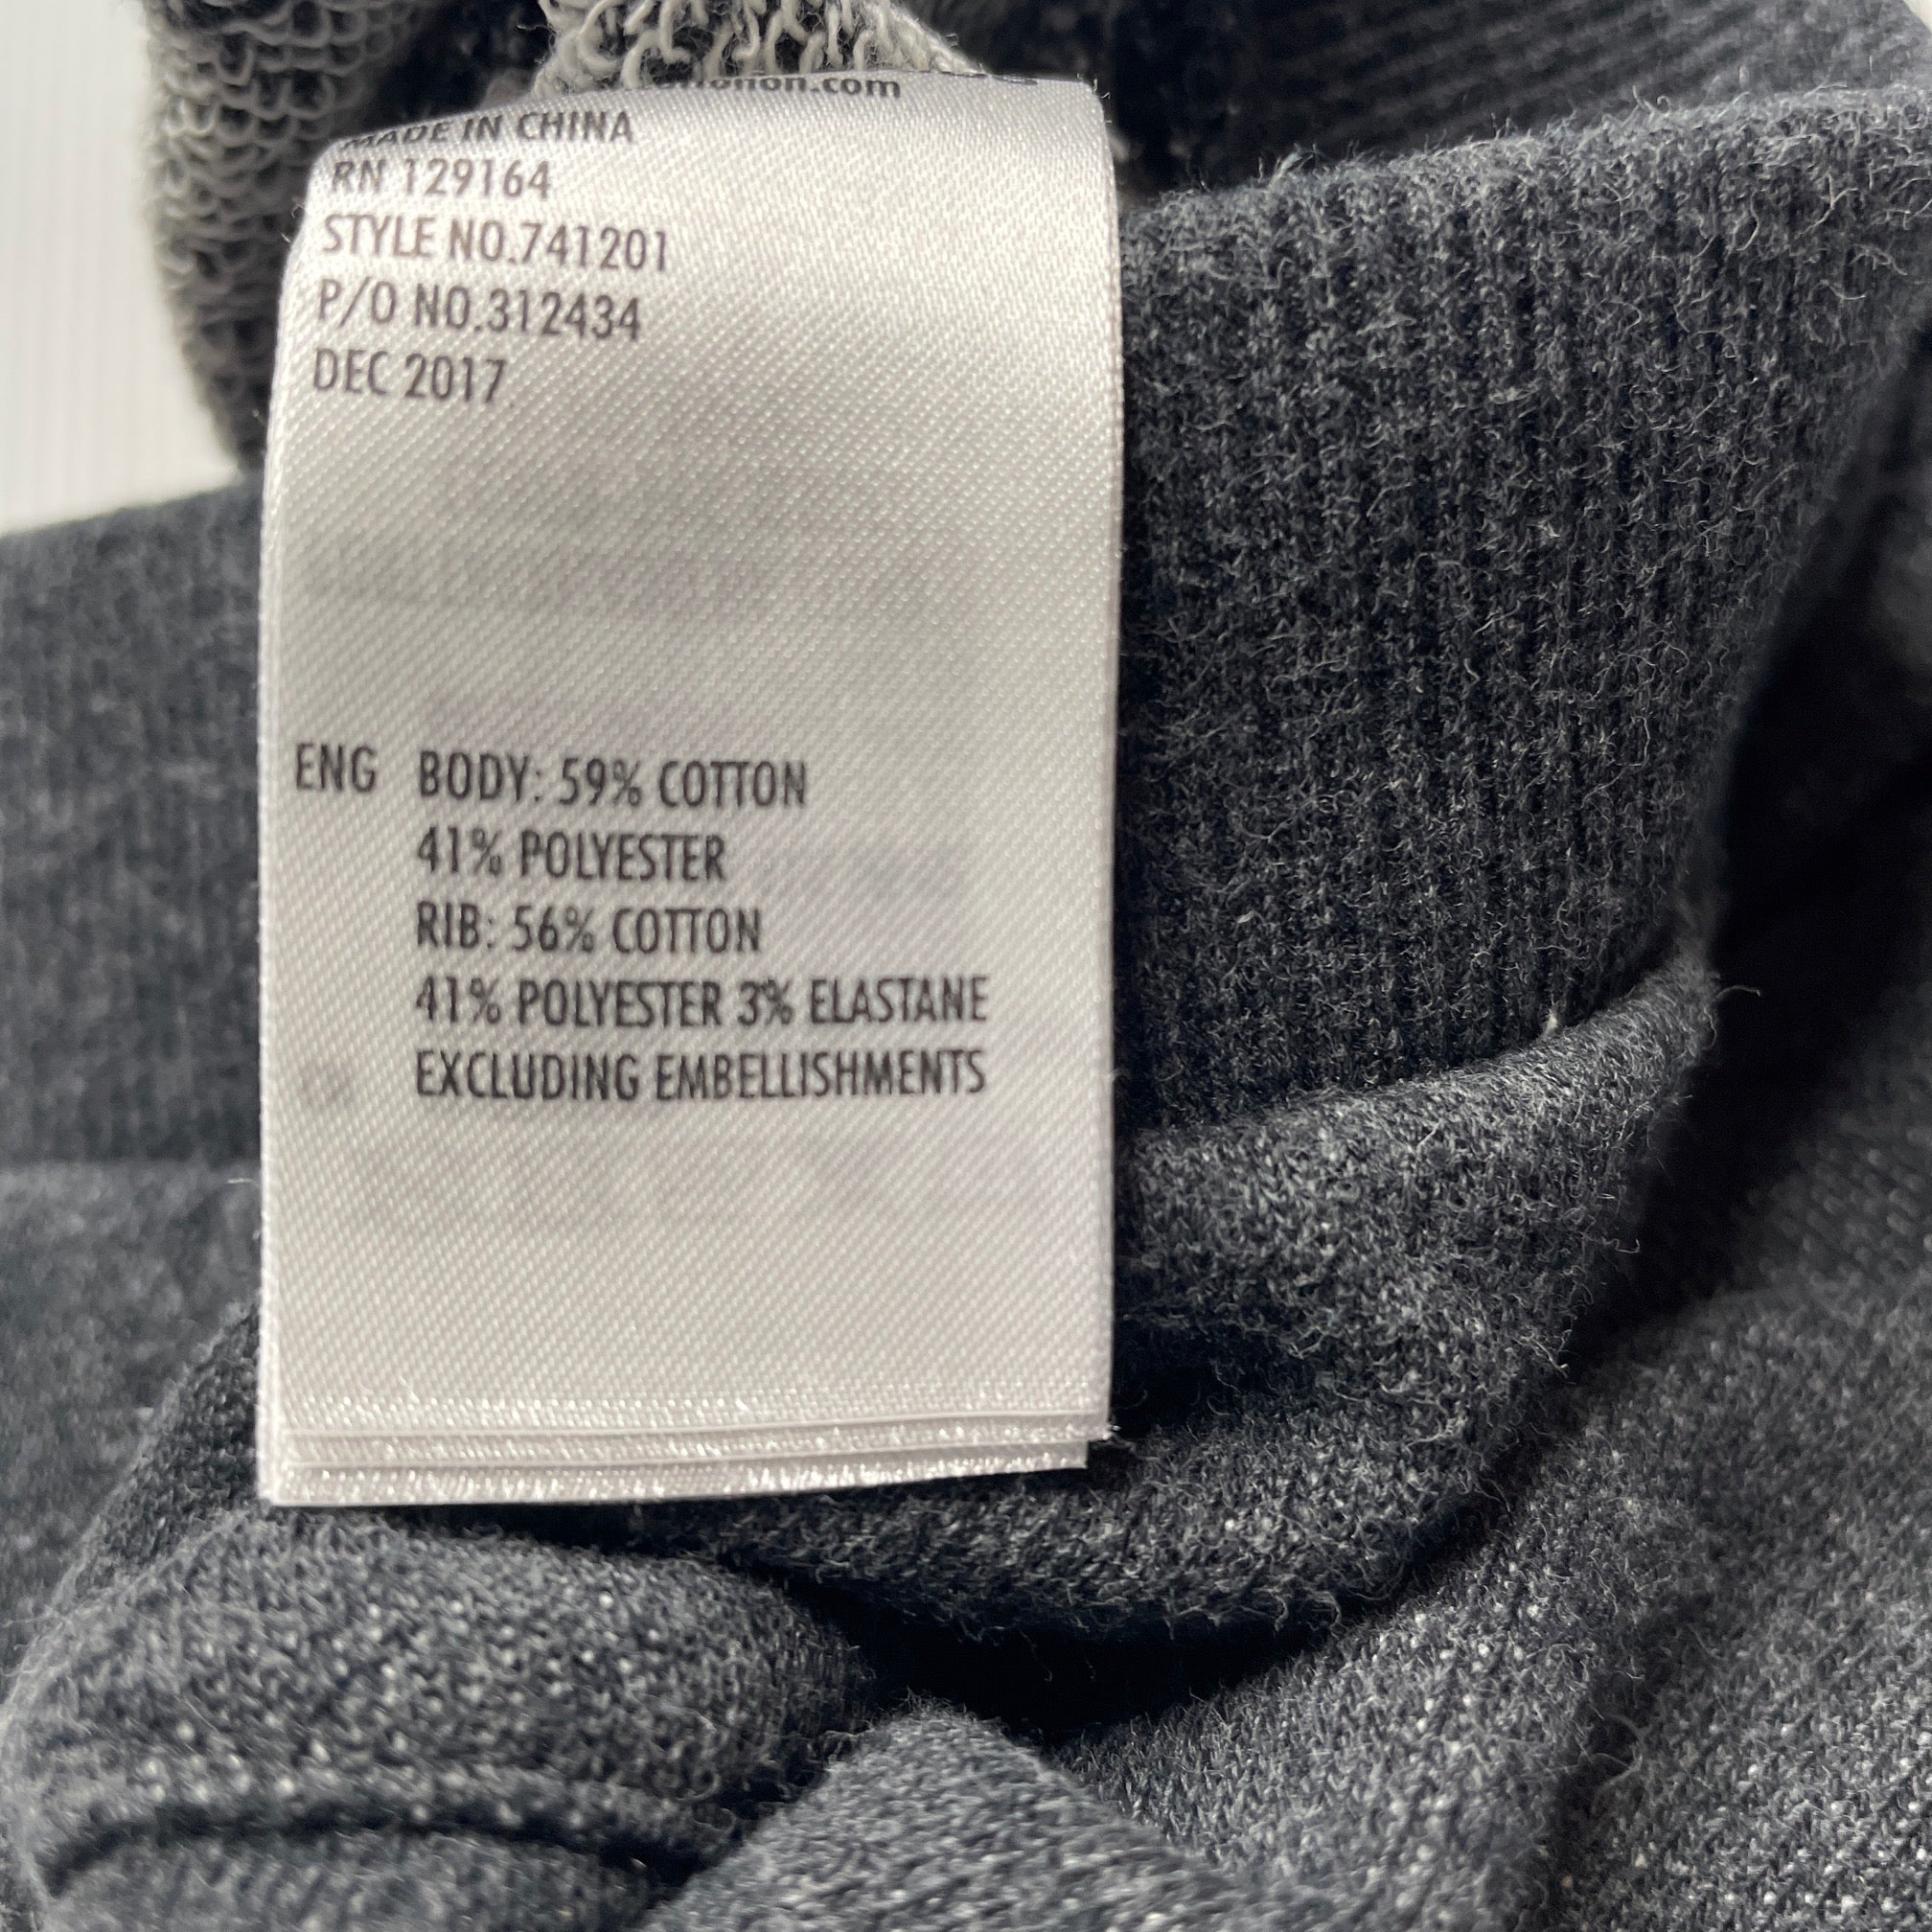 MADE IN CHINA
RN 129164
STYLE NO.741201
P/O NO.312434
DEC 2017
ENG BODY: 59% COTTON
41% POLYESTER
RIB: 56% COTTON
41% POLYESTER 3% ELASTANE
EXCLUDING EMBELLISHMENTS